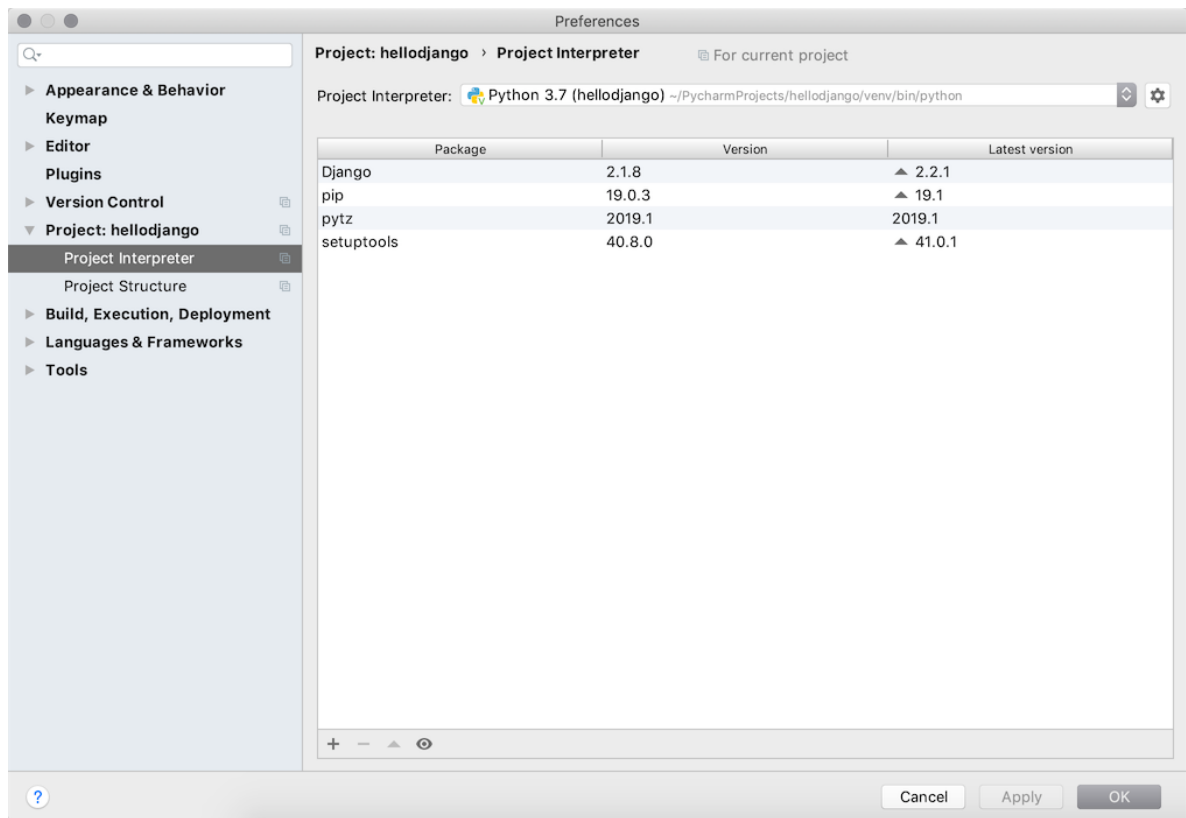 Preferences
Project: hellodjango › Project Interpreter For current project
Appearance & Behavior
Keymap
Editor
Plugins
Version Control
Project: hellodjango
Project Interpreter
Project Structure
Build, Execution, Deployment
Languages & Frameworks
Tools
Project Interpreter: Python 3.7 (hellodjango) ~/PycharmProjects/hellodjango/venv/bin/python
Package Version Latest version
Django 2.1.8 2.2.1
pip 19.0.3 19.1
pytz 2019.1 2019.1
setuptools 40.8.0 41.0.1
? Cancel Apply OK